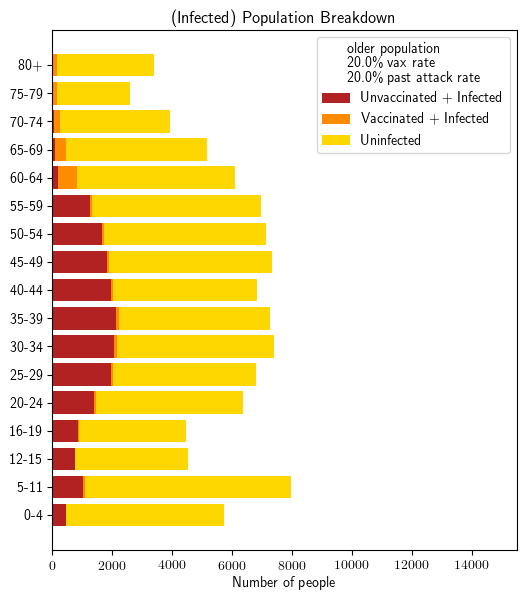 (Infected) Population Breakdown
older population
20.0% vax rate
20.0% past attack rate
Unvaccinated + Infected
Vaccinated + Infected
Uninfected
80+
75-79
70-74
65-69
60-64
55-59
50-54
45-49
40-44
35-39
30-34
25-29
20-24
16-19
12-15
5-11
0-4
0 2000 4000 6000 8000 10000 12000 14000
Number of people